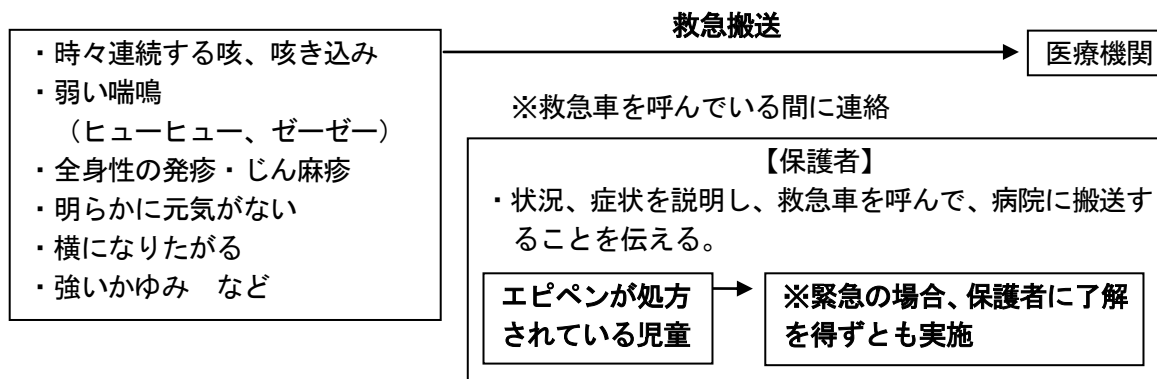 ・時々連続する咳、咳き込み
・弱い喘鳴
（ヒューヒュー、ゼーゼー）
・全身性の発疹・じん麻疹
・明らかに元気がない
・横になりたがる
・強いかゆみ　など
救急搬送
医療機関
※救急車を呼んでいる間に連絡
【保護者】
・状況、症状を説明し、救急車を呼んで、病院に搬送す
ることを伝える。
エピペンが処方
されている児童
※緊急の場合、保護者に了解
を得ずとも実施